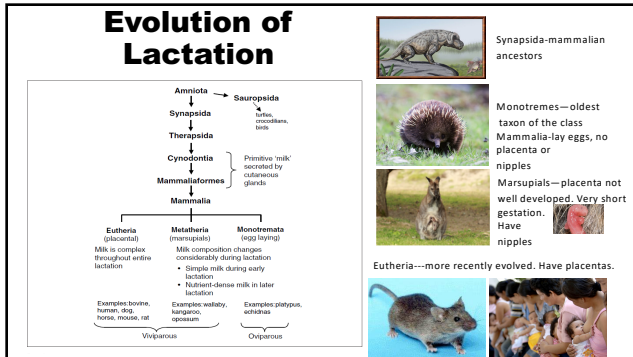 Evolution of
Lactation
Amniota
Sauropsida
turtles,
crocodilians,
birds
Synapsida
Therapsida
Cynodontia
Mammaliaformes
Primitive 'milk'
secreted by
cutaneous
glands
Mammalia
Eutheria
(placental)
Milk is complex
throughout entire
lactation
Metatheria
(marsupials)
Monotremata
(egg laying)
Milk composition changes
considerably during lactation
• Simple milk during early
lactation
• Nutrient-dense milk in later
lactation
Examples:bovine,
human, dog,
horse, mouse, rat
Examples:wallaby,
kangaroo,
opossum
Examples:platypus,
echidnas
Viviparous
Oviparous
Synapsida-mammalian
ancestors
Monotremes—oldest
taxon of the class
Mammalia-lay eggs, no
placenta or
nipples
Marsupials—placenta not
well developed. Very short
gestation.
Have
nipples
Eutheria---more recently evolved. Have placentas.